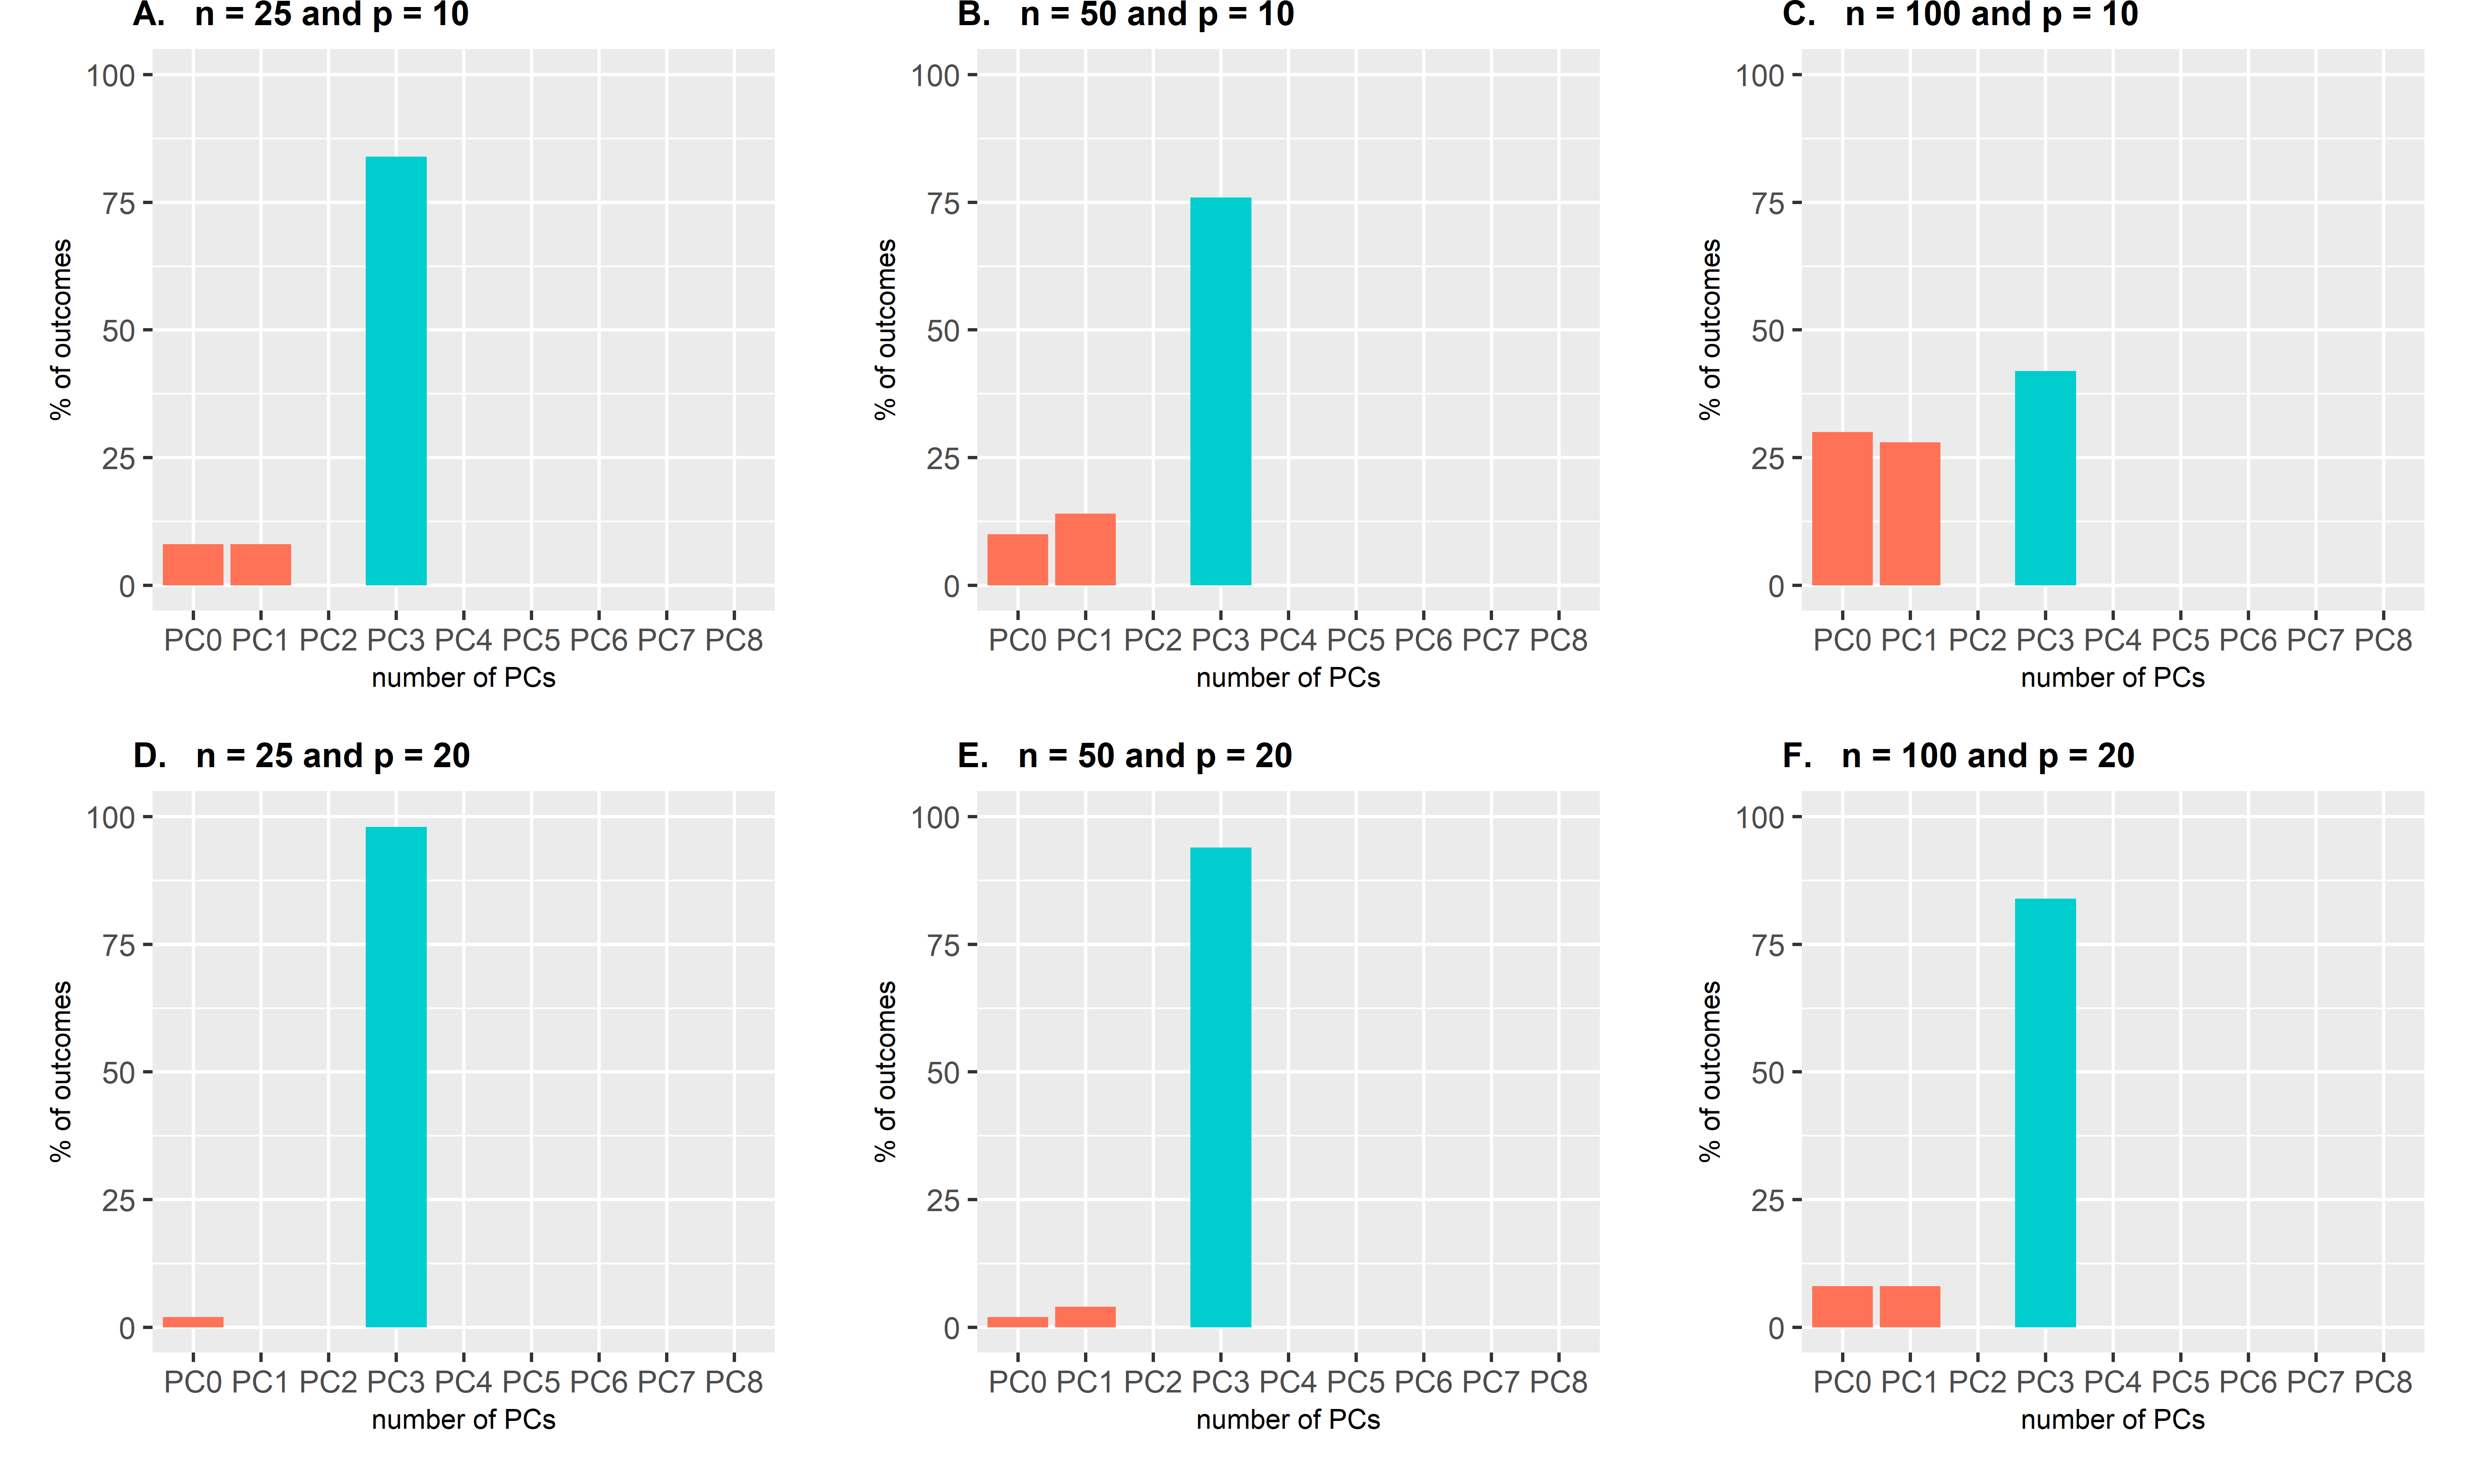 A. n = 25 and p = 10
100
75
50
25
0
% of outcomes
PC0 PC1 PC2 PC3 PC4 PC5 PC6 PC7 PC8
number of PCs
B. n = 50 and p = 10
100
75
50
25
0
% of outcomes
PC0 PC1 PC2 PC3 PC4 PC5 PC6 PC7 PC8
number of PCs
C. n = 100 and p = 10
100
75
50
25
0
% of outcomes
PC0 PC1 PC2 PC3 PC4 PC5 PC6 PC7 PC8
number of PCs
D. n = 25 and p = 20
100
75
50
25
0
% of outcomes
PC0 PC1 PC2 PC3 PC4 PC5 PC6 PC7 PC8
number of PCs
E. n = 50 and p = 20
100
75
50
25
0
% of outcomes
PC0 PC1 PC2 PC3 PC4 PC5 PC6 PC7 PC8
number of PCs
F. n = 100 and p = 20
100
75
50
25
0
% of outcomes
PC0 PC1 PC2 PC3 PC4 PC5 PC6 PC7 PC8
number of PCs